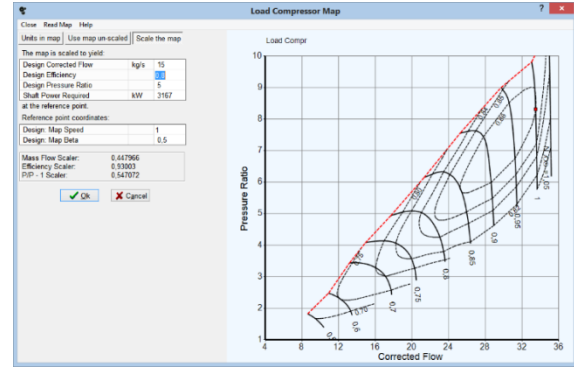 Load Compressor Map
? x
Close Read Map Help
Units in map Use map un-scaled Scale the map
The map is scaled to yield:
Design Corrected Flow kg/s 15
Design Efficiency 0,8
Design Pressure Ratio 5
Shaft Power Required kW 3167
at the reference point.
Reference point coordinates:
Design: Map Speed 1
Design: Map Beta 0,5
Mass Flow Scaler: 0,447966
Efficiency Scaler: 0,93003
P/P - 1 Scaler: 0,547072
Ok Cancel
Load Compr
Pressure Ratio
10
9
8
7
6
5
4
3
2
1
4 8 12 16 20 24 28 32 36
Corrected Flow
0,6
0,7
0,75
0,8
0,85
0,9
0,95
1
1,05
0,70